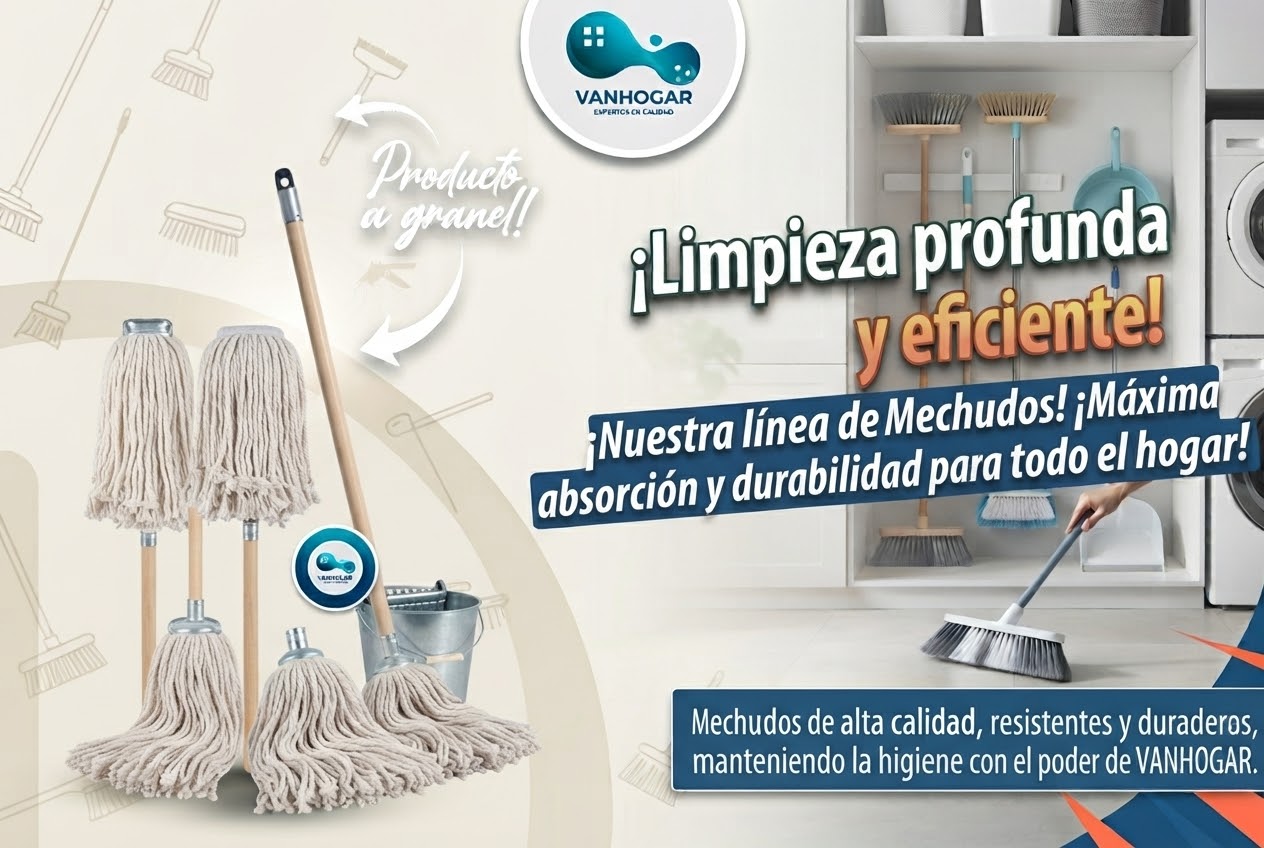 VANHOGAR
EXPERTOS EN CALIDAD
Producto
a granel!!
¡Limpieza profunda
y eficiente!
¡Nuestra línea de Mechudos! ¡Máxima
absorción y durabilidad para todo el hogar!
VANHOGAR
Mechudos de alta calidad, resistentes y duraderos,
manteniendo la higiene con el poder de VANHOGAR.